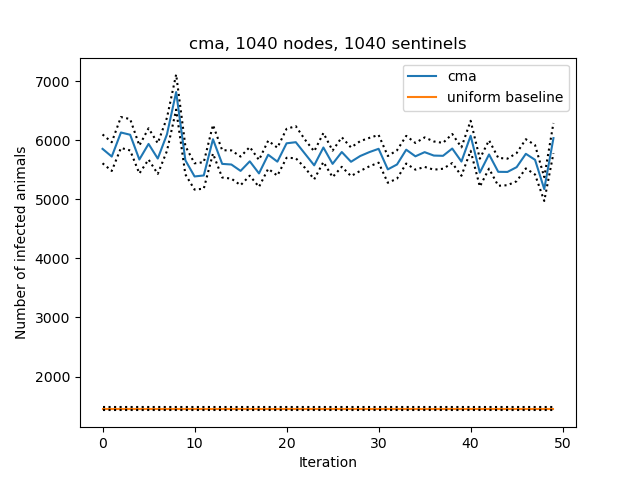 cma, 1040 nodes, 1040 sentinels
cma
uniform baseline
7000
6000
5000
4000
3000
2000
Number of infected animals
0
10
20
30
40
50
Iteration